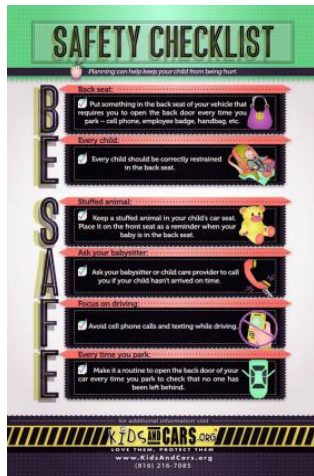 SAFETY CHECKLIST
Planning can help keep your child from being hurt.
BE SAFE
Back seat:
Put something in the back seat of your vehicle that
requires you to open the back door every time you
park – cell phone, employee badge, handbag, etc.
Every child:
Every child should be correctly restrained
in the back seat.
Stuffed animal:
Keep a stuffed animal in your child's car seat.
Place it on the front seat as a reminder when your
baby is in the back seat.
Ask your babysitter:
Ask your babysitter or child care provider to call
you if your child hasn't arrived on time.
Focus on driving:
Avoid cell phone calls and texting while driving.
Every time you park:
Make it a routine to open the back door of your
car every time you park to check that no one has
been left behind.
for additional information visit
KIDS AND CARS.ORG
LOVE THEM, PROTECT THEM
www.KidsAndCars.org
(816) 216-7085